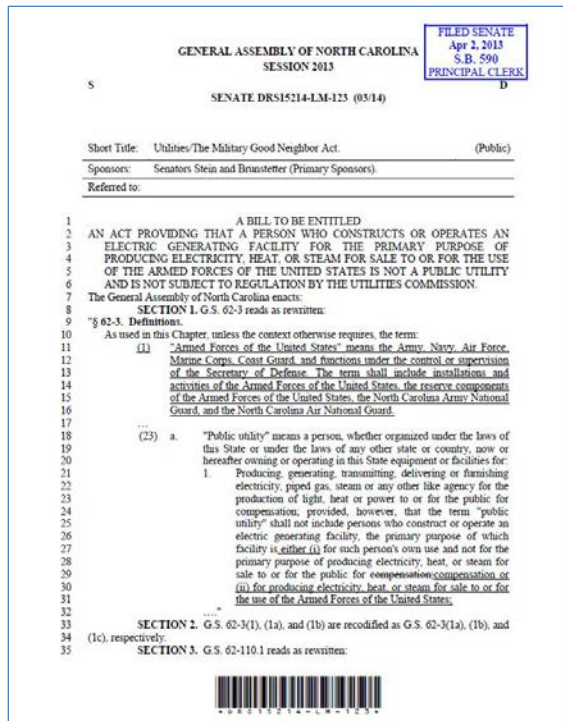 GENERAL ASSEMBLY OF NORTH CAROLINA
SESSION 2013
FILED SENATE
Apr 2, 2013
S.B. 590
PRINCIPAL CLERK
S D
SENATE DRS15214-LM-123 (03/14)
Short Title: Utilities/The Military Good Neighbor Act. (Public)
Sponsors: Senators Stein and Brunstetter (Primary Sponsors).
Referred to:
1 A BILL TO BE ENTITLED
2 AN ACT PROVIDING THAT A PERSON WHO CONSTRUCTS OR OPERATES AN
3 ELECTRIC GENERATING FACILITY FOR THE PRIMARY PURPOSE OF
4 PRODUCING ELECTRICITY, HEAT, OR STEAM FOR SALE TO OR FOR THE USE
5 OF THE ARMED FORCES OF THE UNITED STATES IS NOT A PUBLIC UTILITY
6 AND IS NOT SUBJECT TO REGULATION BY THE UTILITIES COMMISSION.
7 The General Assembly of North Carolina enacts:
8 SECTION 1. G.S. 62-3 reads as rewritten:
9 "§ 62-3. Definitions.
10 As used in this Chapter, unless the context otherwise requires, the term:
11 (1) "Armed Forces of the United States" means the Army, Navy, Air Force,
12 Marine Corps, Coast Guard, and functions under the control or supervision
13 of the Secretary of Defense. The term shall include installations and
14 activities of the Armed Forces of the United States, the reserve components
15 of the Armed Forces of the United States, the North Carolina Army National
16 Guard, and the North Carolina Air National Guard.
17 ...
18 (23) a. "Public utility" means a person, whether organized under the laws of
19 this State or under the laws of any other state or country, now or
20 hereafter owning or operating in this State equipment or facilities for:
21 1. Producing, generating, transmitting, delivering or furnishing
22 electricity, piped gas, steam or any other like agency for the
23 production of light, heat or power to or for the public for
24 compensation; provided, however, that the term "public
25 utility" shall not include persons who construct or operate an
26 electric generating facility, the primary purpose of which
27 facility is either (i) for such person's own use and not for the
28 primary purpose of producing electricity, heat, or steam for
29 sale to or for the public for compensation;compensation or
30 (ii) for producing electricity, heat, or steam for sale to or for
31 the use of the Armed Forces of the United States;
32 ...."
33 SECTION 2. G.S. 62-3(1), (1a), and (1b) are recodified as G.S. 62-3(1a), (1b), and
34 (1c), respectively.
35 SECTION 3. G.S. 62-110.1 reads as rewritten: